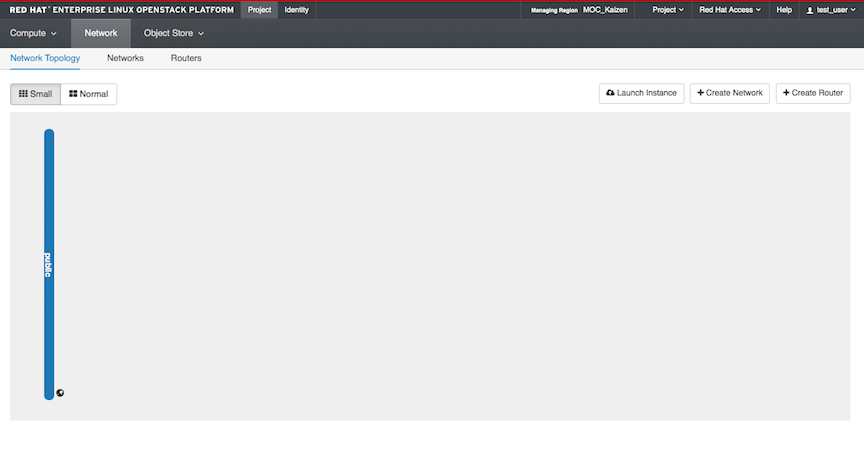 RED HAT® ENTERPRISE LINUX OPENSTACK PLATFORM Project Identity Managing Region MOC_Kaizen Project Red Hat Access Help test_user
Compute Network Object Store
Network Topology Networks Routers
Small Normal Launch Instance + Create Network + Create Router
public